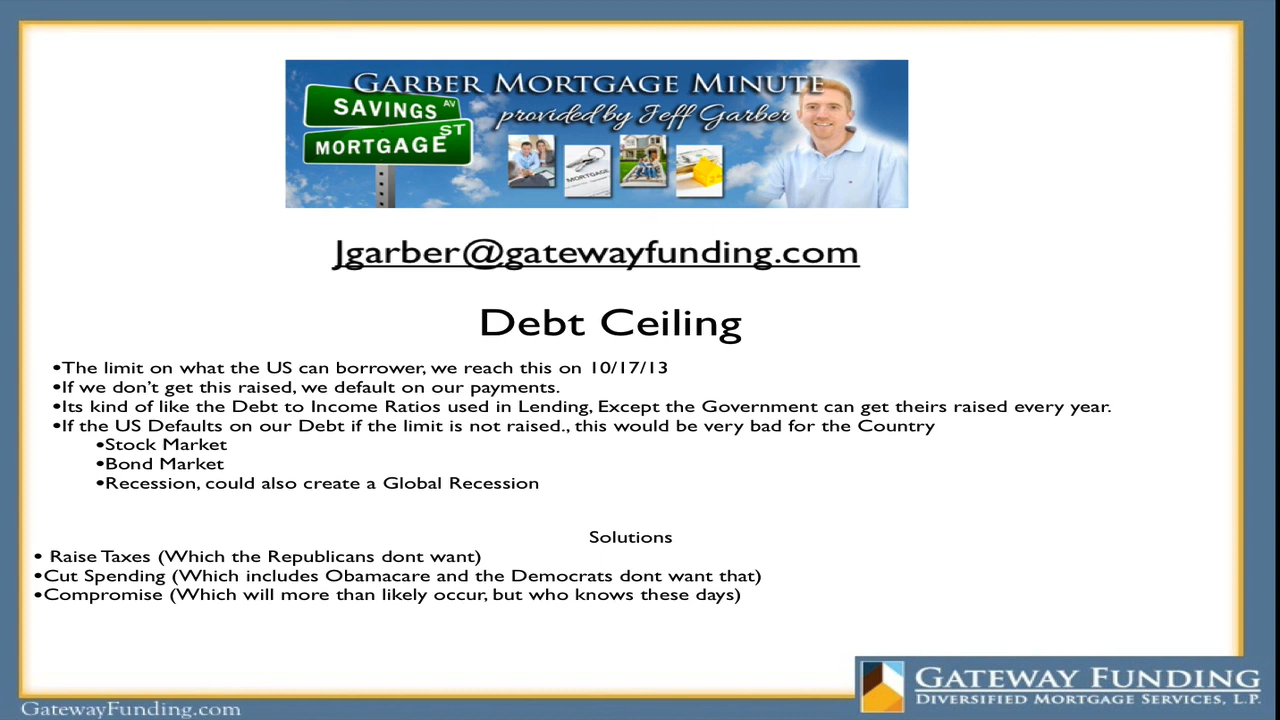 GARBER MORTGAGE MINUTE
provided by Jeff Garber
SAVINGS AV
MORTGAGE ST
MORTGAGE
Jgarber@gatewayfunding.com
Debt Ceiling
•The limit on what the US can borrower, we reach this on 10/17/13
•If we don't get this raised, we default on our payments.
•Its kind of like the Debt to Income Ratios used in Lending, Except the Government can get theirs raised every year.
•If the US Defaults on our Debt if the limit is not raised., this would be very bad for the Country
•Stock Market
•Bond Market
•Recession, could also create a Global Recession
Solutions
• Raise Taxes (Which the Republicans dont want)
•Cut Spending (Which includes Obamacare and the Democrats dont want that)
•Compromise (Which will more than likely occur, but who knows these days)
GATEWAY FUNDING
DIVERSIFIED MORTGAGE SERVICES, L.P.
GatewayFunding.com